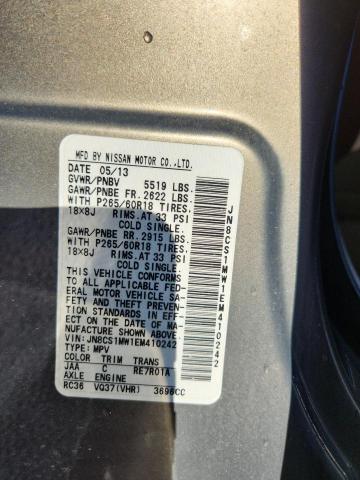 MFD BY NISSAN MOTOR CO.,LTD.
DATE 05/13
GVWR/PNBV 5519 LBS.
GAWR/PNBE FR. 2622 LBS.
WITH P265/60R18 TIRES,
18×8J RIMS.AT 33 PSI
COLD SINGLE.
GAWR/PNBE RR. 2915 LBS.
WITH P265/60R18 TIRES,
18×8J RIMS.AT 33 PSI
COLD SINGLE.
THIS VEHICLE CONFORMS
TO ALL APPLICABLE FED-
ERAL MOTOR VEHICLE SA-
FETY AND THEFT PREVEN-
TION STANDARDS IN EFF-
ECT ON THE DATE OF MA-
NUFACTURE SHOWN ABOVE.
VIN: JN8CS1MW1EM410242
TYPE: MPV
COLOR TRIM TRANS
JAA C RE7R01A
AXLE ENGINE
RC36 VQ37(VHR) 3696CC
JN8CS1MW1EM410242